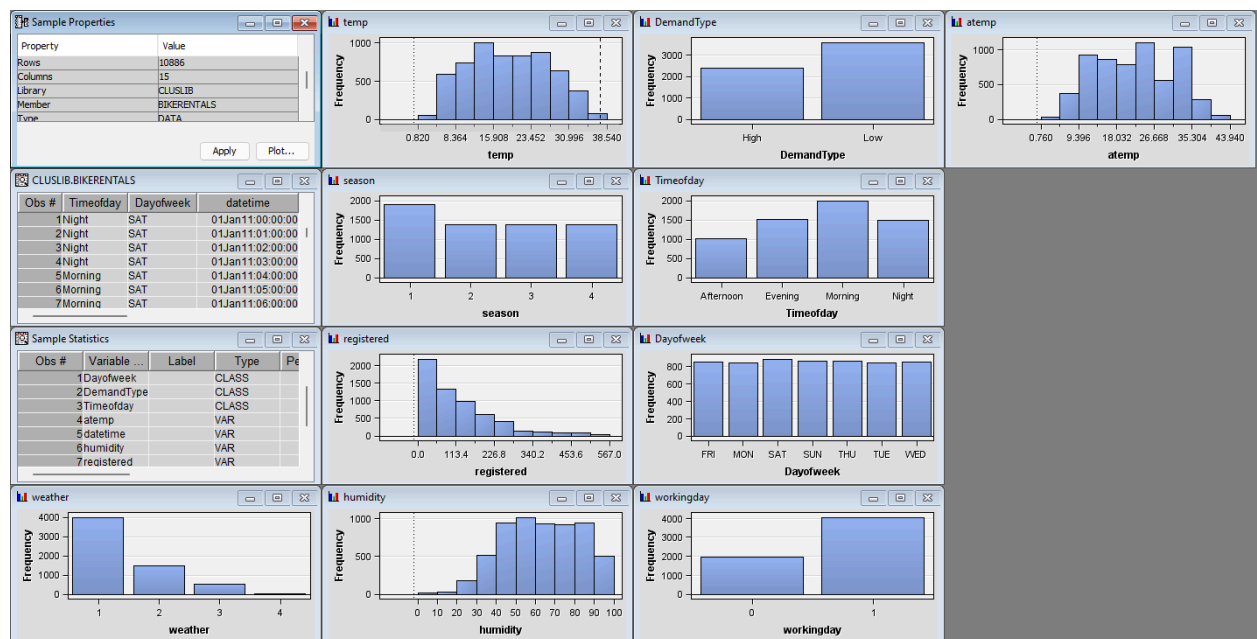 Sample Properties
Property Value
Rows 10886
Columns 15
Library CLUSLIB
Member BIKERENTALS
Type DATA
Apply Plot...
temp
Frequency
1000
500
0
0.820 8.364 15.908 23.452 30.996 38.540
temp
DemandType
Frequency
3000
2000
1000
0
High Low
DemandType
atemp
Frequency
1000
500
0
0.760 9.396 18.032 26.668 35.304 43.940
atemp
CLUSLIB.BIKERENTALS
Obs # Timeofday Dayofweek datetime
1 Night SAT 01Jan11:00:00:00
2 Night SAT 01Jan11:01:00:00
3 Night SAT 01Jan11:02:00:00
4 Night SAT 01Jan11:03:00:00
5 Morning SAT 01Jan11:04:00:00
6 Morning SAT 01Jan11:05:00:00
7 Morning SAT 01Jan11:06:00:00
season
Frequency
2000
1500
1000
500
0
1 2 3 4
season
Timeofday
Frequency
2000
1500
1000
500
0
Afternoon Evening Morning Night
Timeofday
Sample Statistics
Obs # Variable ... Label Type Pe
1 Dayofweek CLASS
2 DemandType CLASS
3 Timeofday CLASS
4 atemp VAR
5 datetime VAR
6 humidity VAR
7 registered VAR
registered
Frequency
2000
1500
1000
500
0
0.0 113.4 226.8 340.2 453.6 567.0
registered
Dayofweek
Frequency
800
600
400
200
0
FRI MON SAT SUN THU TUE WED
Dayofweek
weather
Frequency
4000
3000
2000
1000
0
1 2 3 4
weather
humidity
Frequency
1000
500
0
0 10 20 30 40 50 60 70 80 90 100
humidity
workingday
Frequency
4000
3000
2000
1000
0
0 1
workingday